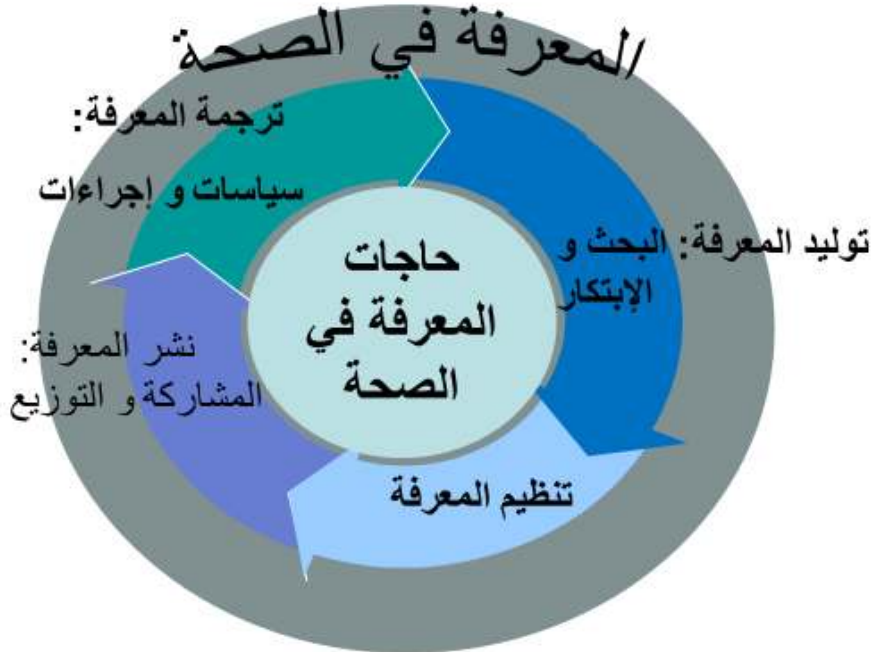 المعرفة في الصحة
ترجمة المعرفة:
سياسات و إجراءات
توليد المعرفة: البحث و
الإبتكار
حاجات
المعرفة في
الصحة
نشر المعرفة:
المشاركة و التوزيع
تنظيم المعرفة